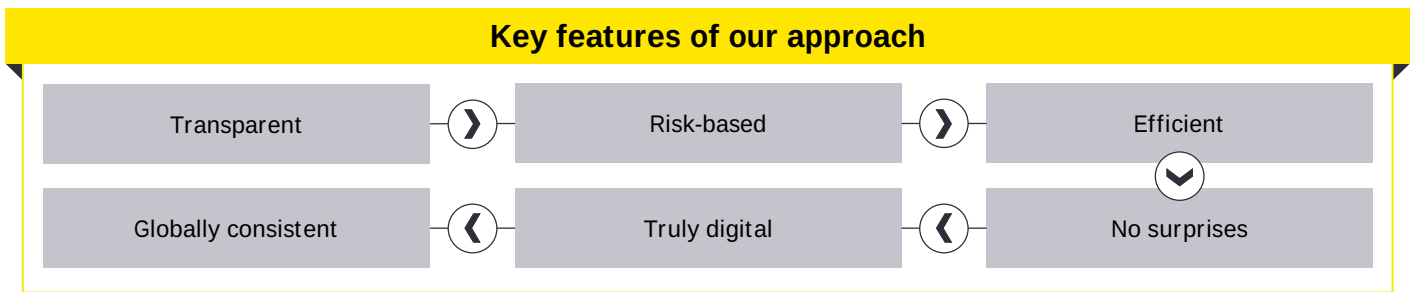 Key features of our approach
Transparent
Risk-based
Efficient
No surprises
Truly digital
Globally consistent